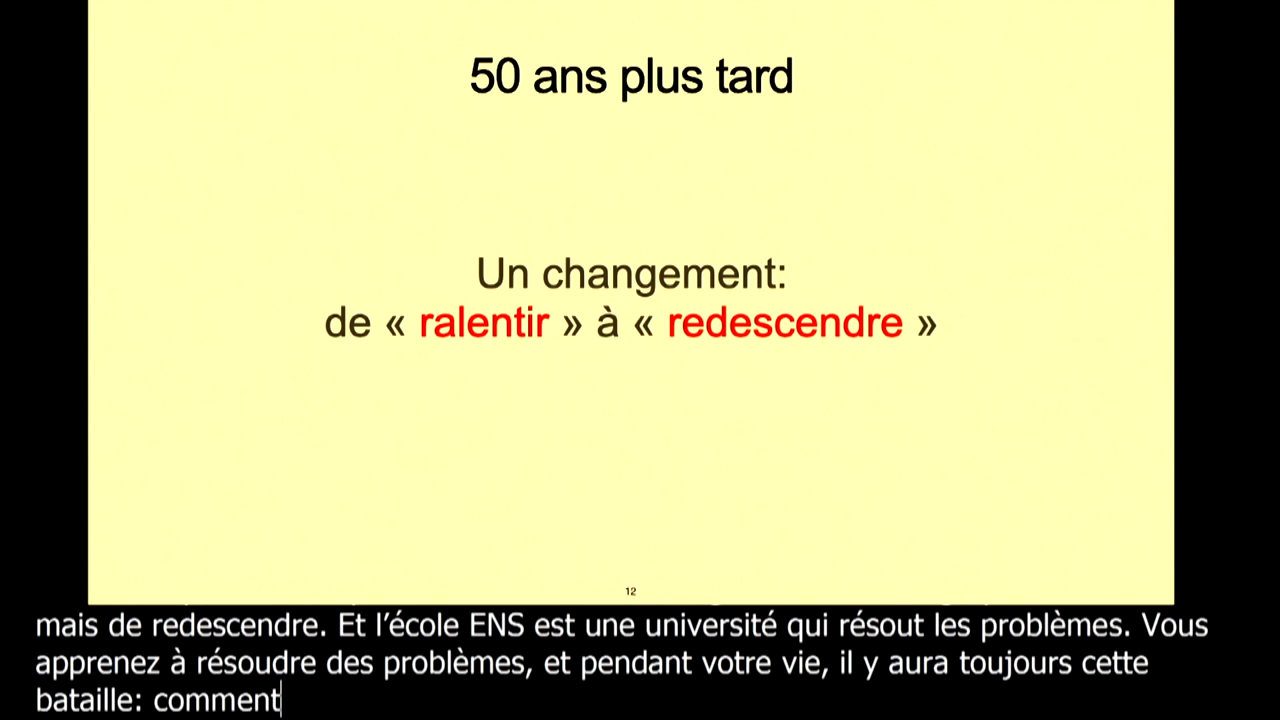 50 ans plus tard
Un changement:
de « ralentir » à « redescendre »
12
mais de redescendre. Et l’école ENS est une université qui résout les problèmes. Vous
apprenez à résoudre des problèmes, et pendant votre vie, il y aura toujours cette
bataille: comment